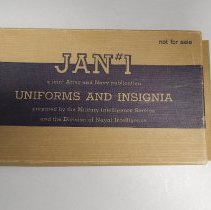 not for sale
JAN #1
a joint Army and Navy publication
UNIFORMS AND INSIGNIA
prepared by the Military Intelligence Service
and the Division of Naval Intelligence